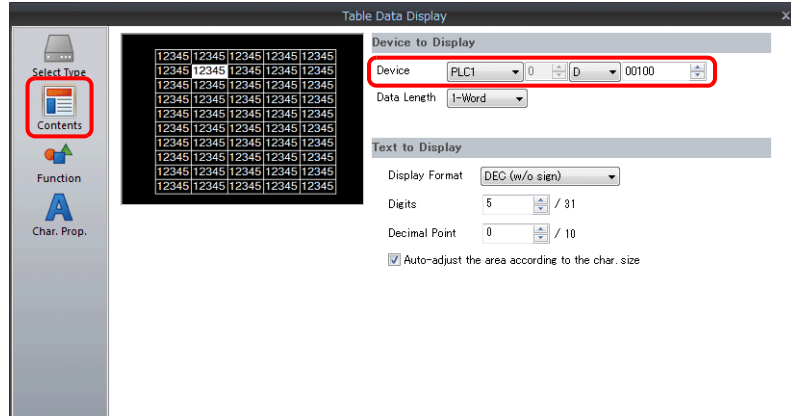 Table Data Display
x
Select Type
Contents
Function
Char. Prop.
12345 12345 12345 12345 12345
12345 12345 12345 12345 12345
12345 12345 12345 12345 12345
12345 12345 12345 12345 12345
12345 12345 12345 12345 12345
12345 12345 12345 12345 12345
12345 12345 12345 12345 12345
12345 12345 12345 12345 12345
12345 12345 12345 12345 12345
12345 12345 12345 12345 12345
Device to Display
Device PLC1 0 D 00100
Data Length 1-Word
Text to Display
Display Format DEC (w/o sign)
Digits 5 / 31
Decimal Point 0 / 10
Auto-adjust the area according to the char. size